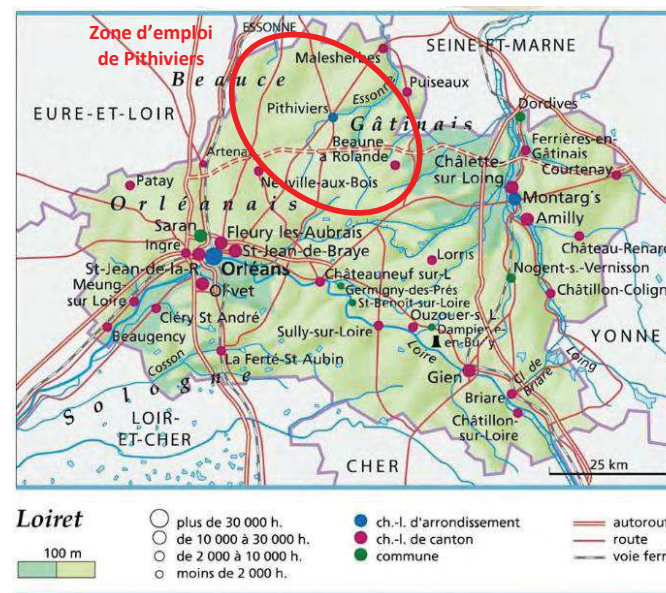 Zone d'emploi
de Pithiviers
ESSONNE
SEINE-ET-MARNE
Malesherbes
Beauce
Puiseaux
Essonne
EURE-ET-LOIR
Pithiviers
Dordives
Gâtinais
Artena
Beaune
a Rolande
Ferrières-en-
Gâtinais
Châlette-
sur Loing
Courtenay
Patay
Neuville-aux-Bois
Montarg's
Orléanais
Amilly
Saran
Fleury les-Aubrais
Ingre
St-Jean-de-Braye
Château-Renard
Lorris
St-Jean-de-la-R.
Orléans
Châteauneuf sur-L
Nogent-s.-Vernisson
Meung-
sur Loire
Germigny-des-Prés
Châtillon-Coligny
Olivet
St-Benoît-sur-Loire
Cléry St André
Ouzouer-s. L.
YONNE
Beaugency
Sully-sur-Loire
Dampierre-
en-Burly
Cosson
La Ferté-St Aubin
Loire
Loing
Gien
Cl. de
Briare
Sologne
Briare
LOIR-
ET-CHER
Châtillon-
sur-Loire
CHER
25 km
Loiret
100 m
plus de 30 000 h.
de 10 000 à 30 000 h.
de 2 000 à 10 000 h.
moins de 2 000 h.
ch.-l. d'arrondissement
ch.-l. de canton
commune
autorout
route
voie ferr